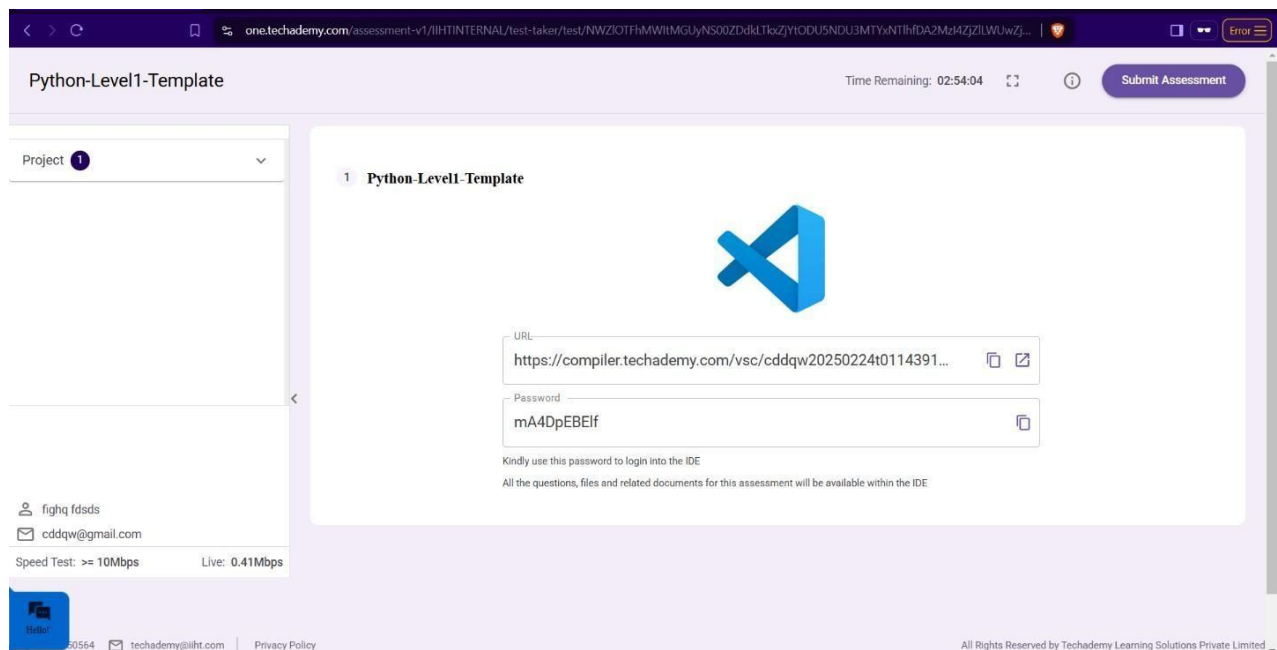 one.techademy.com/assessment-v1/IIHTINTERNAL/test-taker/test/
Error
Python-Level1-Template
Time Remaining: 02:54:04
Submit Assessment
Project 1
1 Python-Level1-Template
URL
https://compiler.techademy.com/vsc/cddqw20250224t0114391...
Password
mA4DpEBElf
Kindly use this password to login into the IDE
All the questions, files and related documents for this assessment will be available within the IDE
fighq fdsds
cddqw@gmail.com
Speed Test: >= 10Mbps Live: 0.41Mbps
Hello!
50564 techademy@iiht.com | Privacy Policy
All Rights Reserved by Techademy Learning Solutions Private Limited